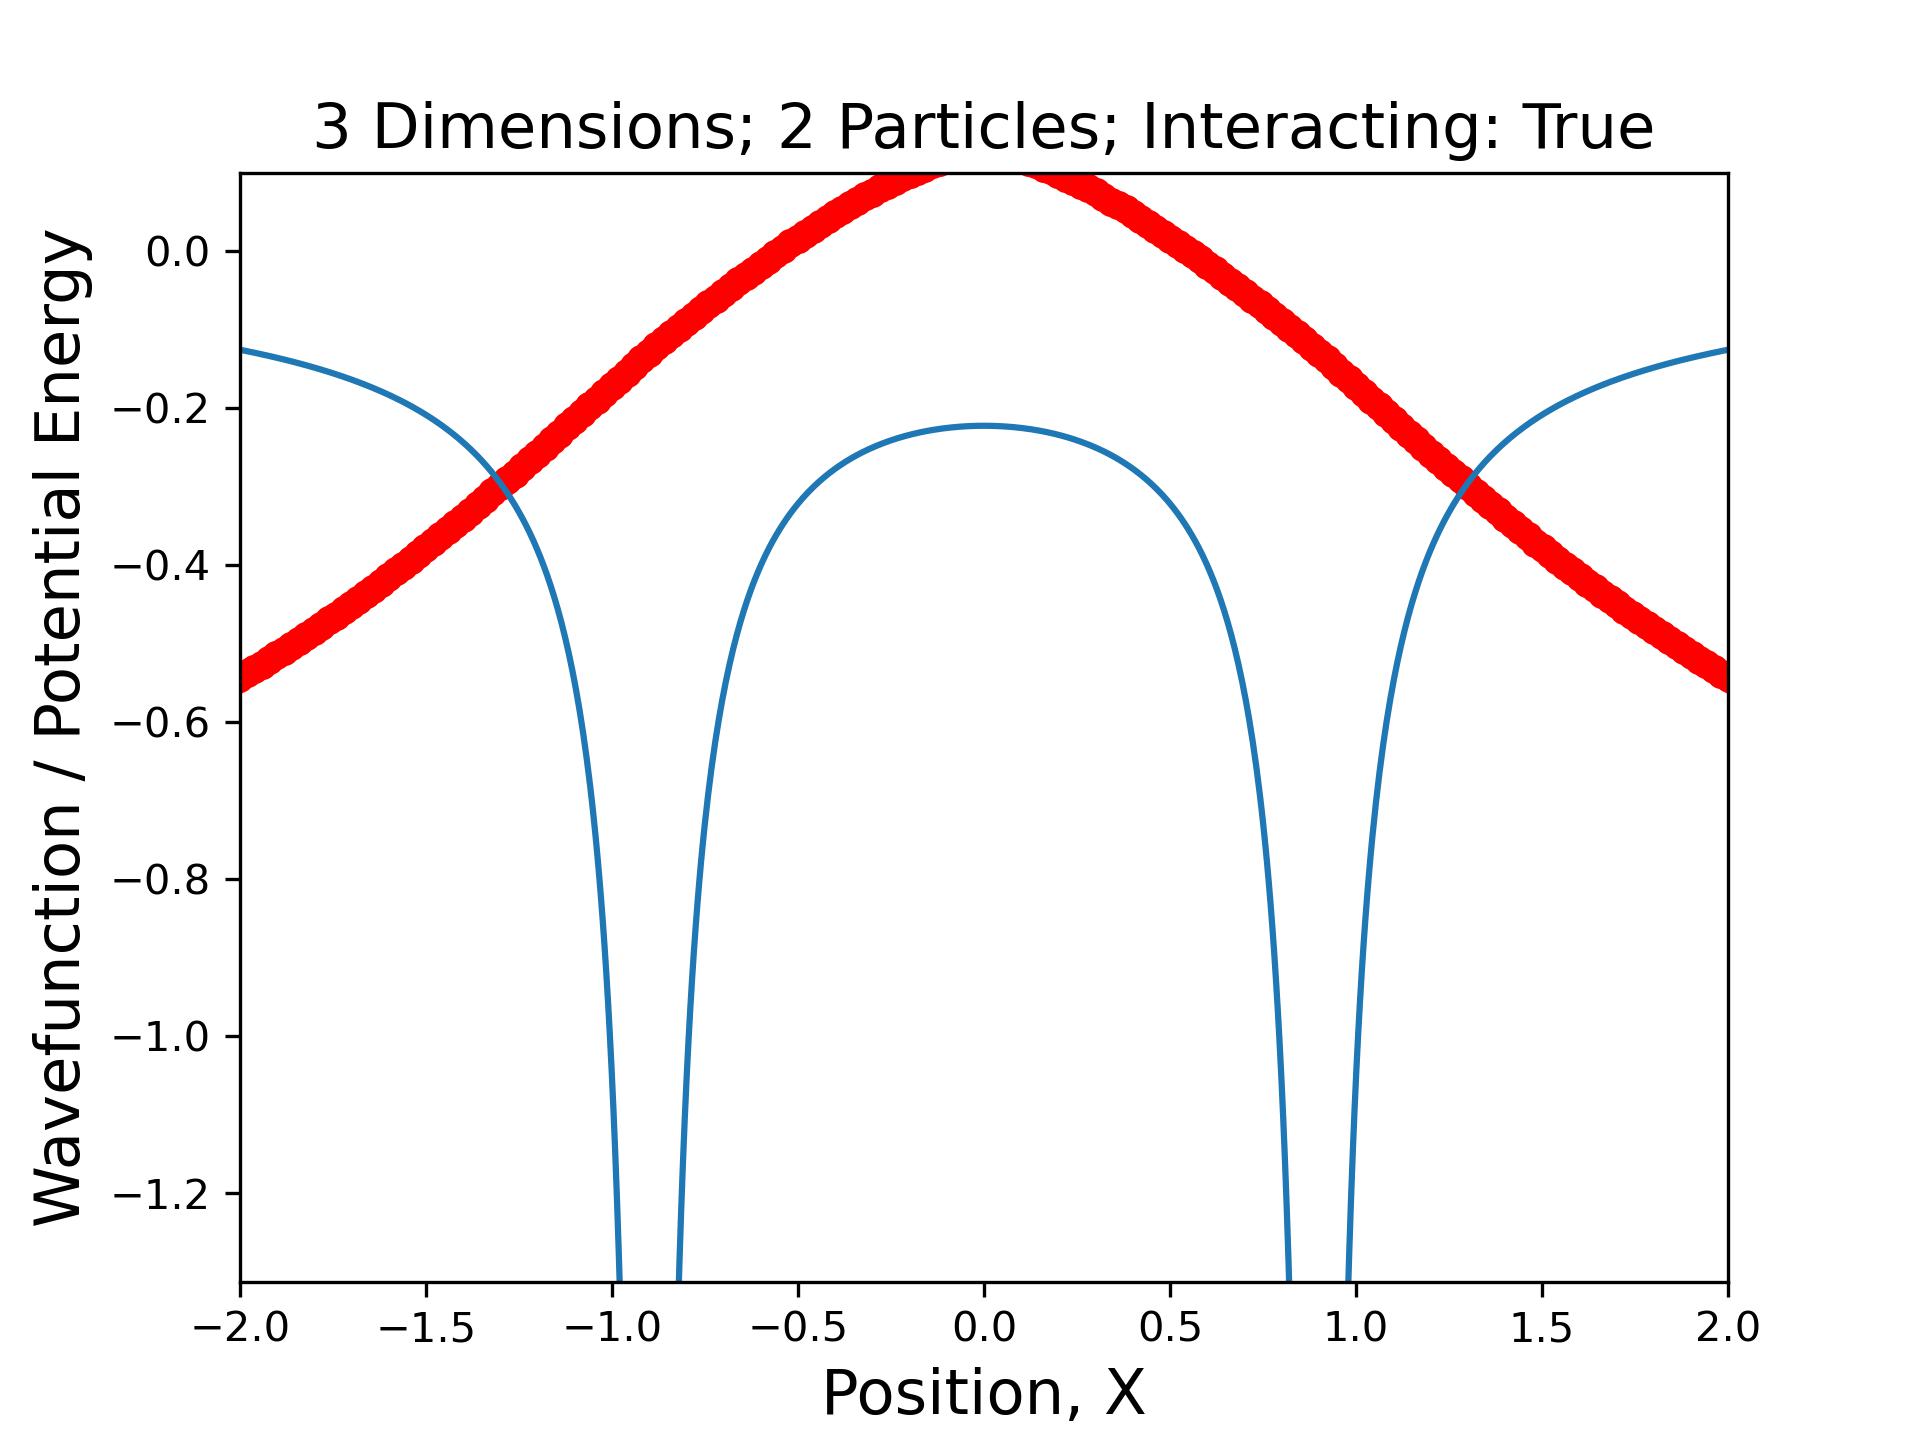 3 Dimensions; 2 Particles; Interacting: True
Wavefunction / Potential Energy
0.0
−0.2
−0.4
−0.6
−0.8
−1.0
−1.2
−2.0 −1.5 −1.0 −0.5 0.0 0.5 1.0 1.5 2.0
Position, X